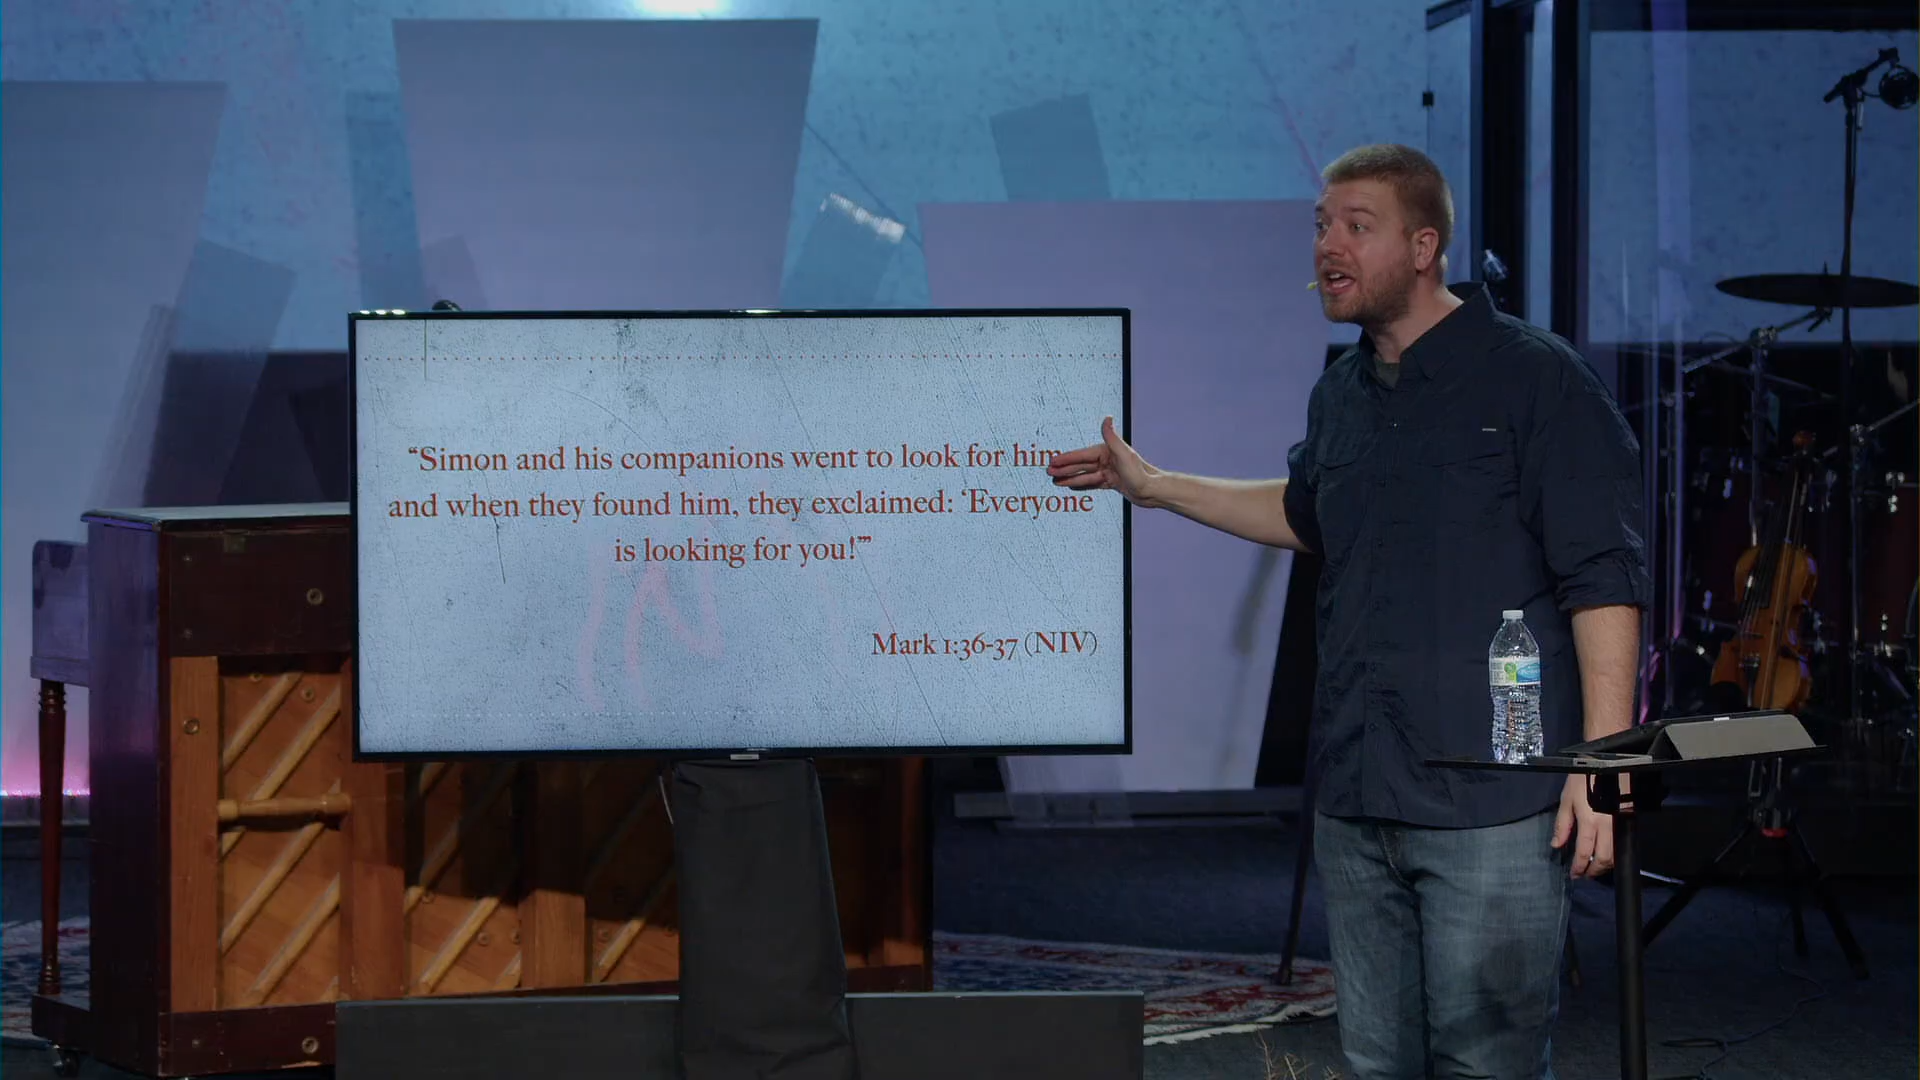 “Simon and his companions went to look for him
and when they found him, they exclaimed: ‘Everyone
is looking for you!’”
Mark 1:36-37 (NIV)